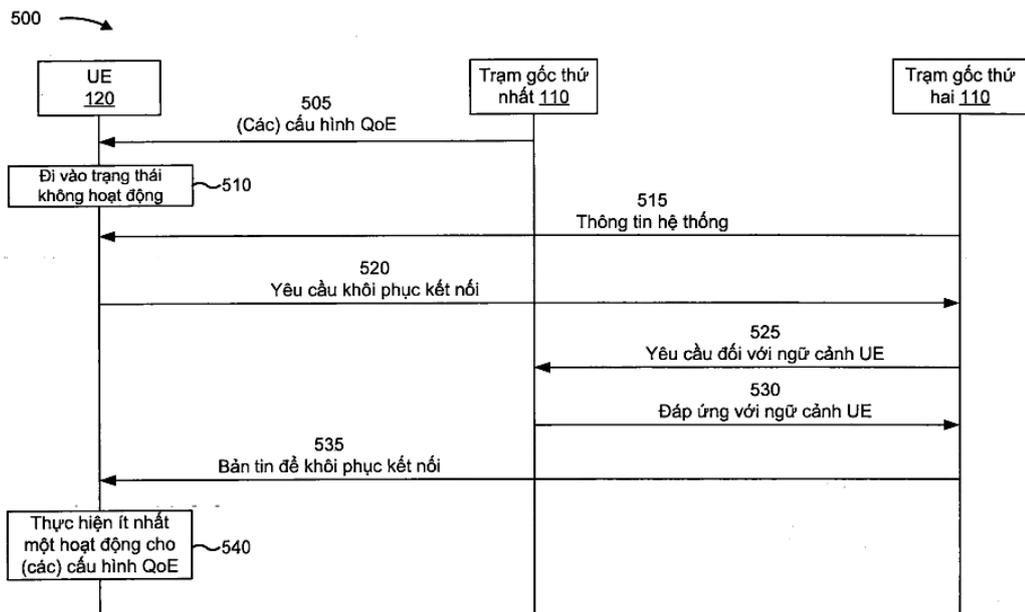 500
UE
120
Trạm gốc thứ
nhất 110
Trạm gốc thứ
hai 110
505
(Các) cấu hình QoE
Đi vào trạng thái
không hoạt động
510
515
Thông tin hệ thống
520
Yêu cầu khôi phục kết nối
525
Yêu cầu đối với ngữ cảnh UE
530
Đáp ứng với ngữ cảnh UE
535
Bản tin để khôi phục kết nối
Thực hiện ít nhất
một hoạt động cho
(các) cấu hình QoE
540